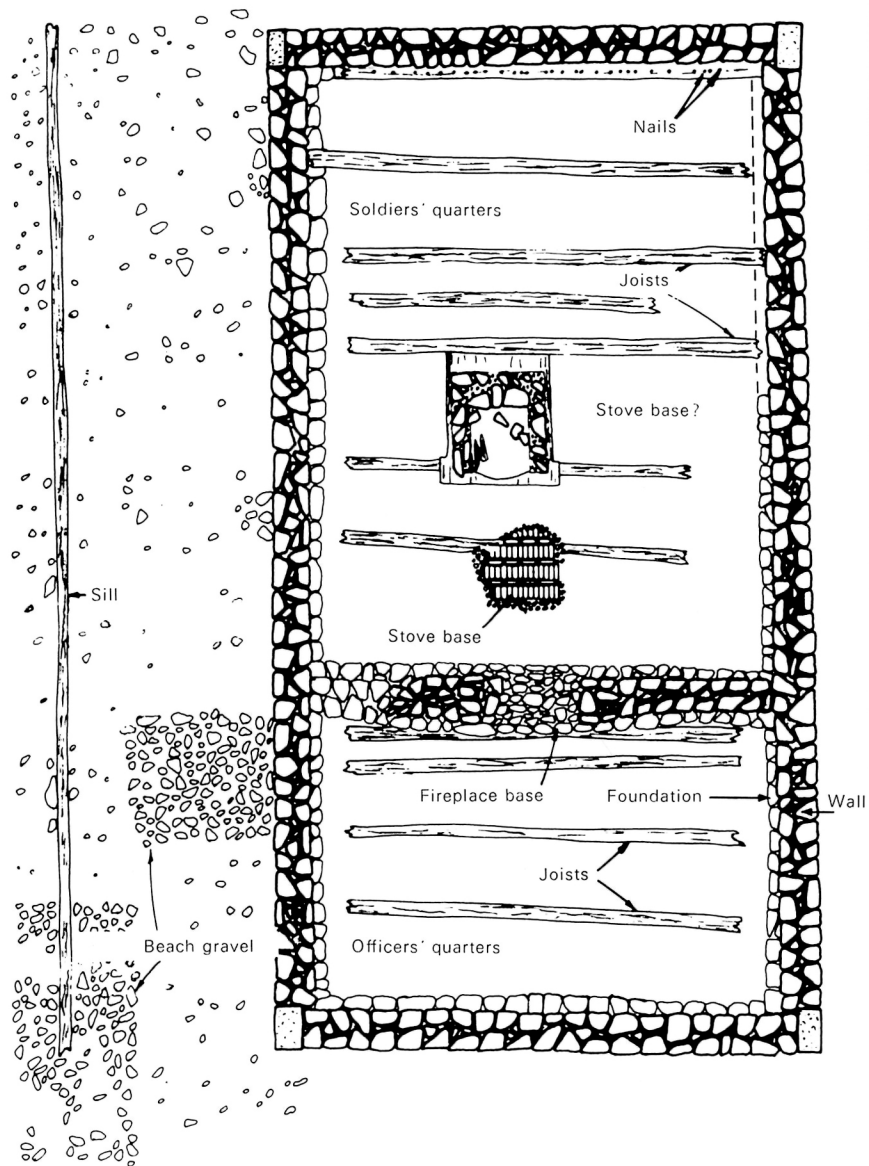 Nails
Soldiers´ quarters
Joists
Stove base?
Sill
Stove base
Fireplace base
Foundation
Wall
Joists
Beach gravel
Officers´ quarters